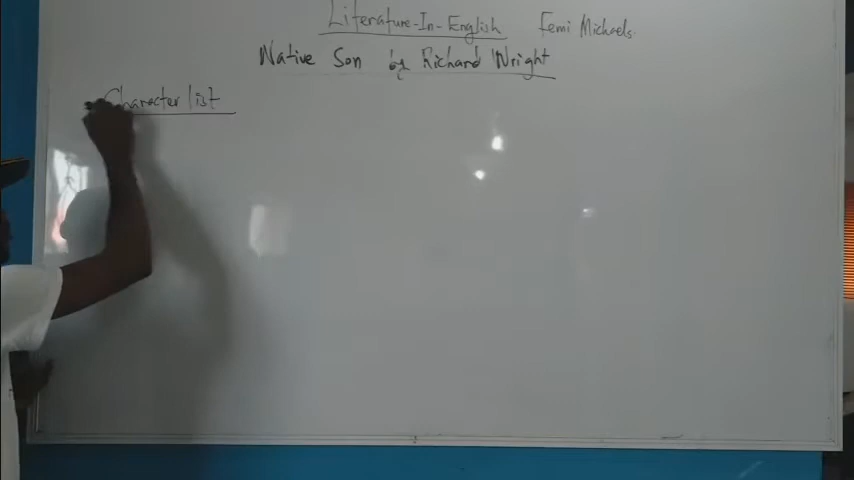 Literature-In-English Femi Michaels
Native Son by Richard Wright
Character list